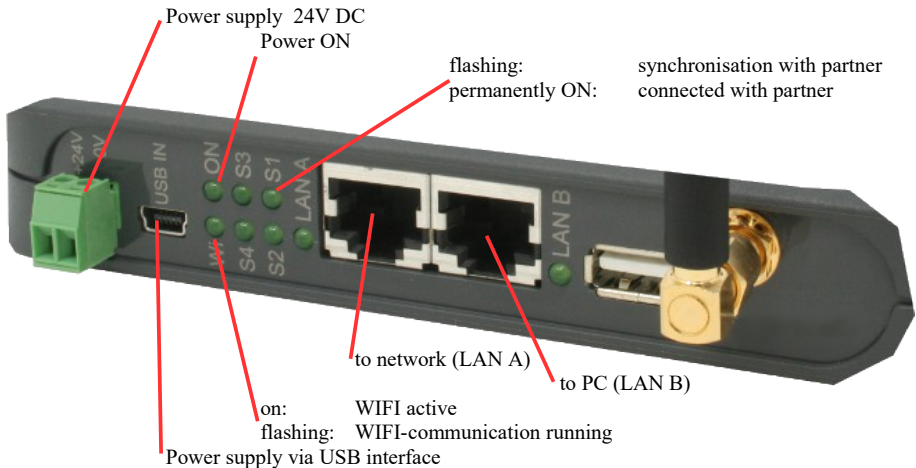 Power supply 24V DC
Power ON
flashing: synchronisation with partner
permanently ON: connected with partner
+24V
0V
USB IN
ON
S3
S1
LAN A
S4
S2
LAN B
to network (LAN A)
to PC (LAN B)
on: WIFI active
flashing: WIFI-communication running
Power supply via USB interface